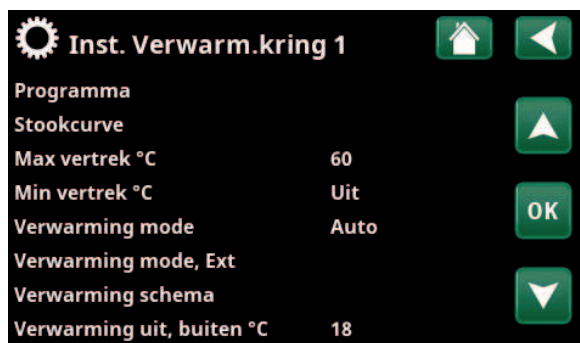 Inst. Verwarm.kring 1
Programma
Stookcurve
Max vertrek °C 60
Min vertrek °C Uit
Verwarming mode Auto
OK
Verwarming mode, Ext
Verwarming schema
Verwarming uit, buiten °C 18